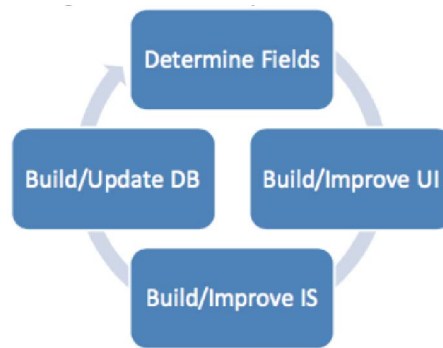 Determine Fields
Build/Update DB
Build/Improve UI
Build/Improve IS